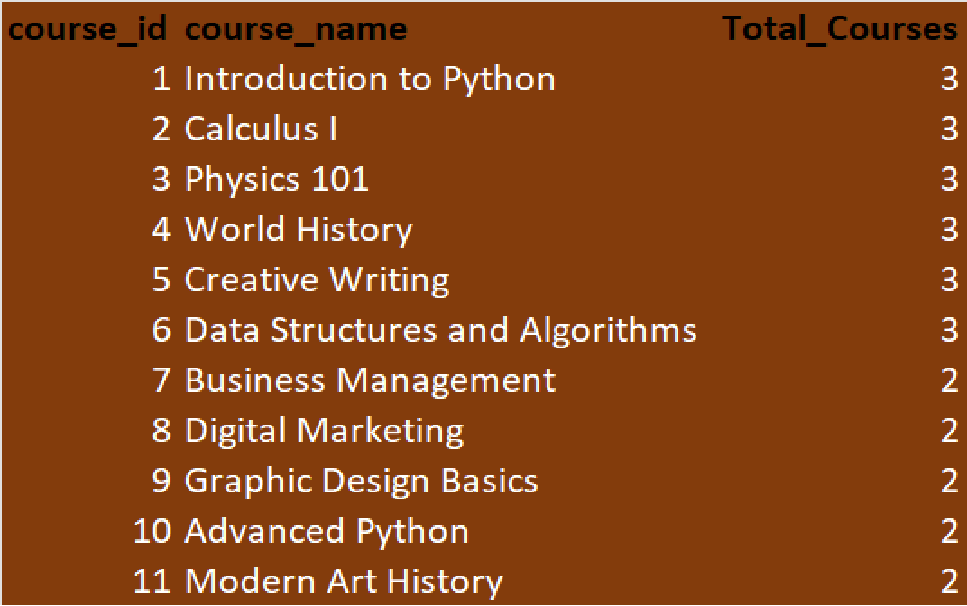 course_id course_name Total_Courses
1 Introduction to Python 3
2 Calculus I 3
3 Physics 101 3
4 World History 3
5 Creative Writing 3
6 Data Structures and Algorithms 3
7 Business Management 2
8 Digital Marketing 2
9 Graphic Design Basics 2
10 Advanced Python 2
11 Modern Art History 2